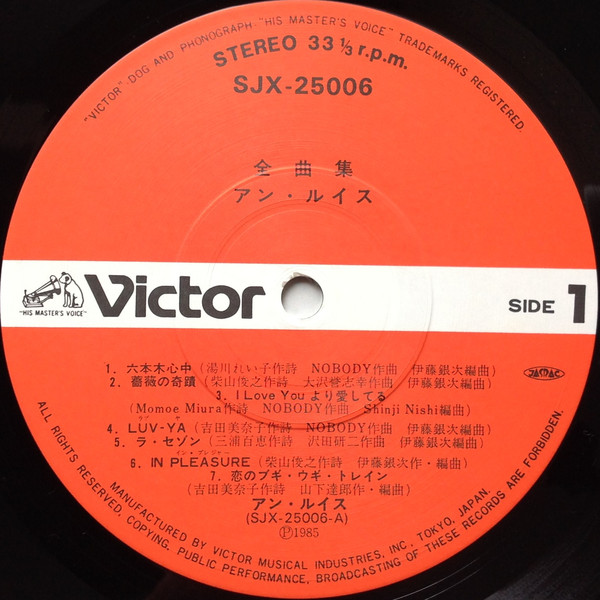 "VICTOR"-DOG AND PHONOGRAPH-"HIS MASTER'S VOICE" TRADEMARKS REGISTERED.
STEREO 33 1/3 r.p.m.
SJX-25006
全曲集
アン・ルイス
"HIS MASTER'S VOICE"
Victor
SIDE 1
1. 六本木心中 (湯川れい子作詩 NOBODY作曲 伊藤銀次編曲)
JASRAC
2. 薔薇の奇蹟 (柴山俊之作詩 大沢誉志幸作曲 伊藤銀次編曲)
3. I Love You より愛してる
(Momoe Miura作詩 NOBODY作曲 Shinji Nishi編曲)
ラブ ヤ
4. LUV-YA (吉田美奈子作詩 NOBODY作曲 伊藤銀次編曲)
5. ラ・セゾン (三浦百恵作詩 沢田研二作曲 伊藤銀次編曲)
イン・プレジャー
6. IN PLEASURE (柴山俊之作詩 伊藤銀次作・編曲)
7. 恋のブギ・ウギ・トレイン
(吉田美奈子作詩 山下達郎作・編曲)
アン・ルイス
(SJX-25006-A)
Ⓟ1985
ALL RIGHTS RESERVED, COPYING, PUBLIC PERFORMANCE, BROADCASTING OF THESE RECORDS ARE FORBIDDEN.
MANUFACTURED BY VICTOR MUSICAL INDUSTRIES, INC. TOKYO, JAPAN.